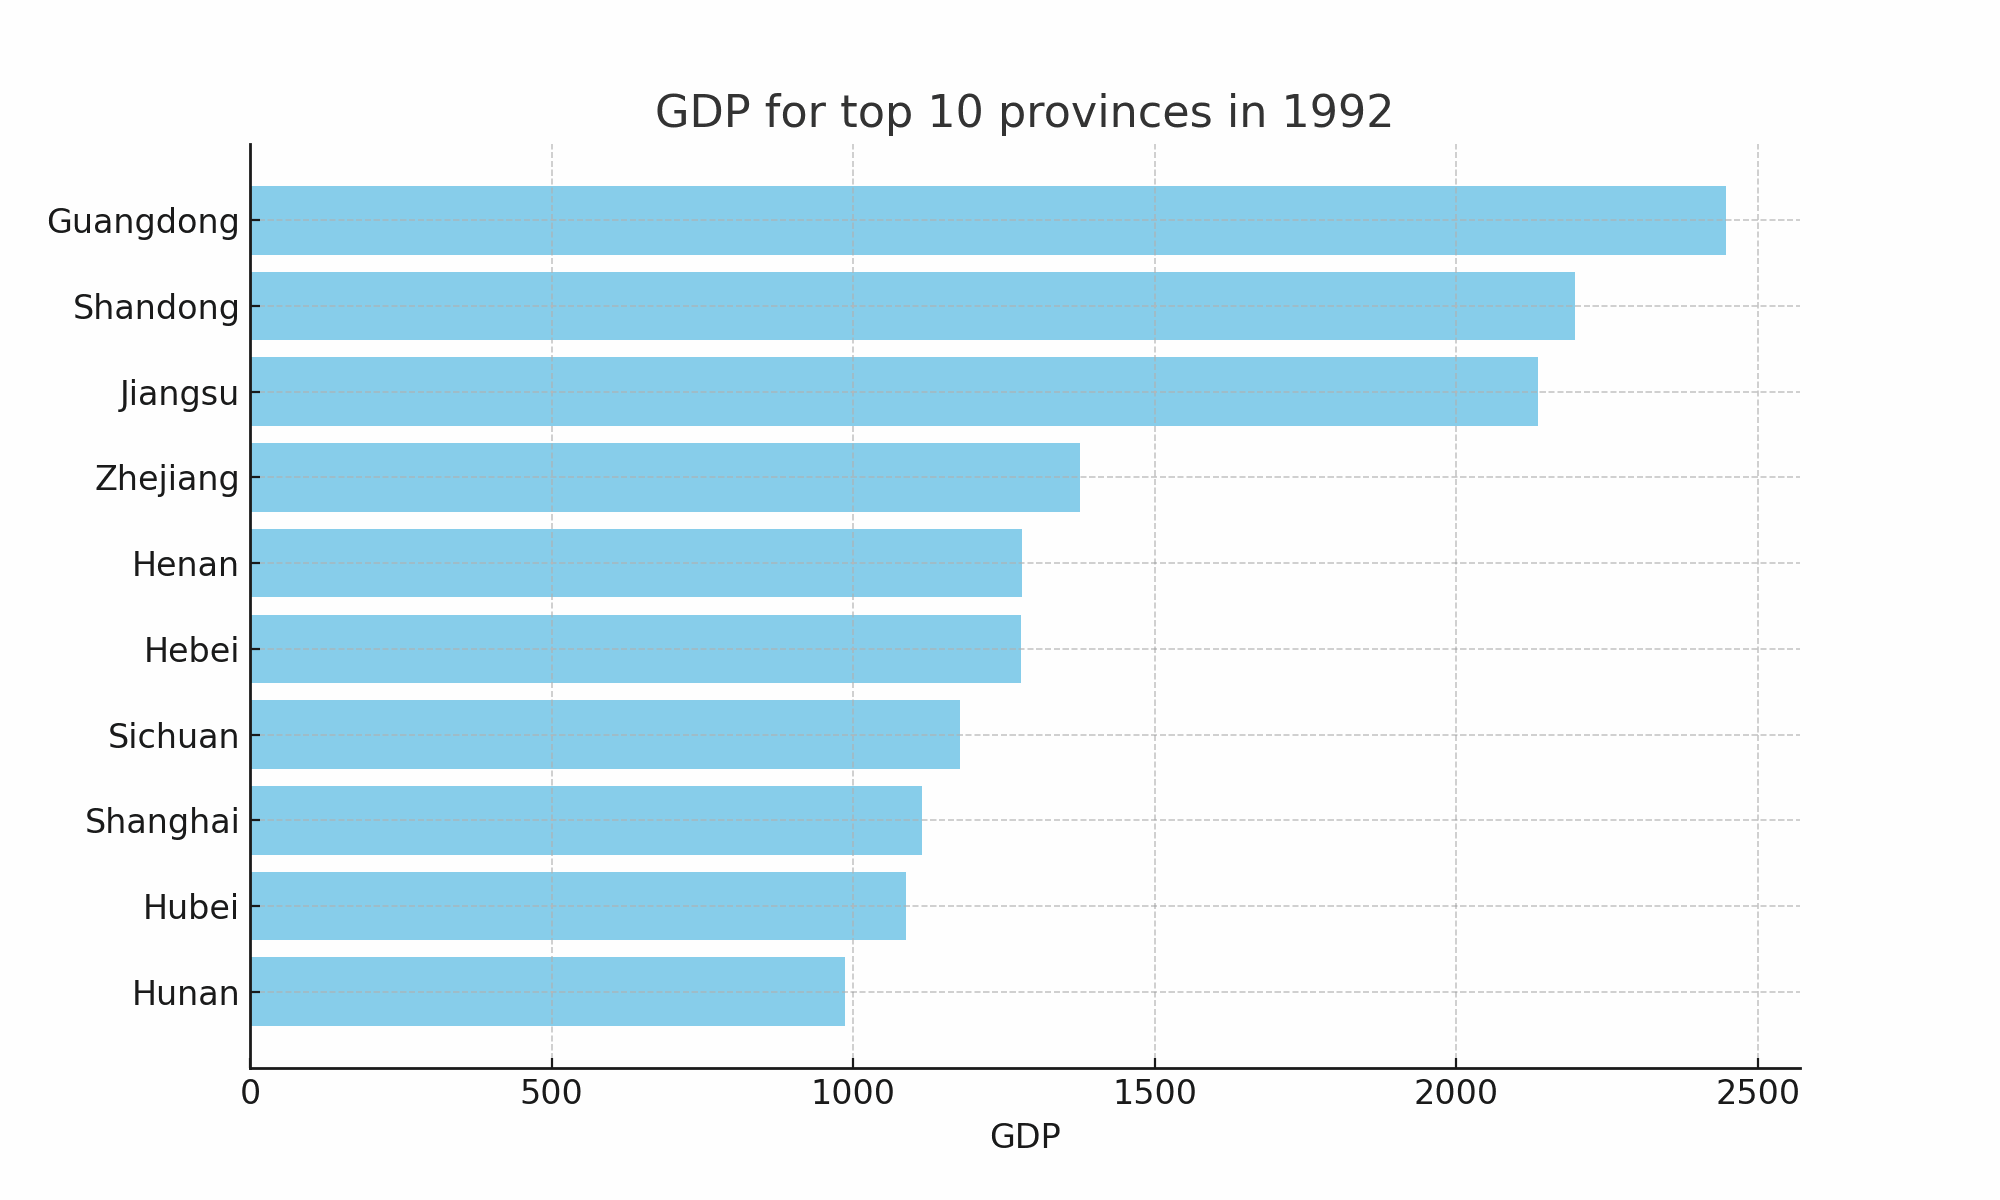 GDP for top 10 provinces in 1992
Guangdong
Shandong
Jiangsu
Zhejiang
Henan
Hebei
Sichuan
Shanghai
Hubei
Hunan
0 500 1000 1500 2000 2500
GDP